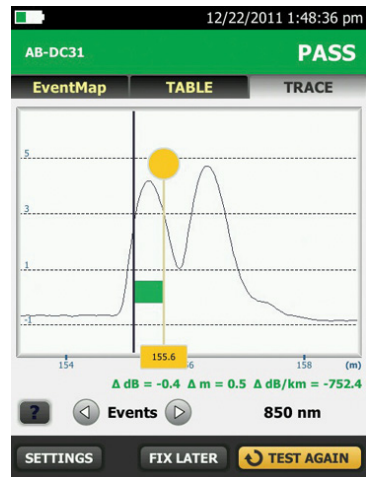 12/22/2011 1:48:36 pm
AB-DC31 PASS
EventMap TABLE TRACE
5
3
1
-1
154 155.6 6 158 (m)
Δ dB = -0.4 Δ m = 0.5 Δ dB/km = -752.4
? Events 850 nm
SETTINGS FIX LATER TEST AGAIN